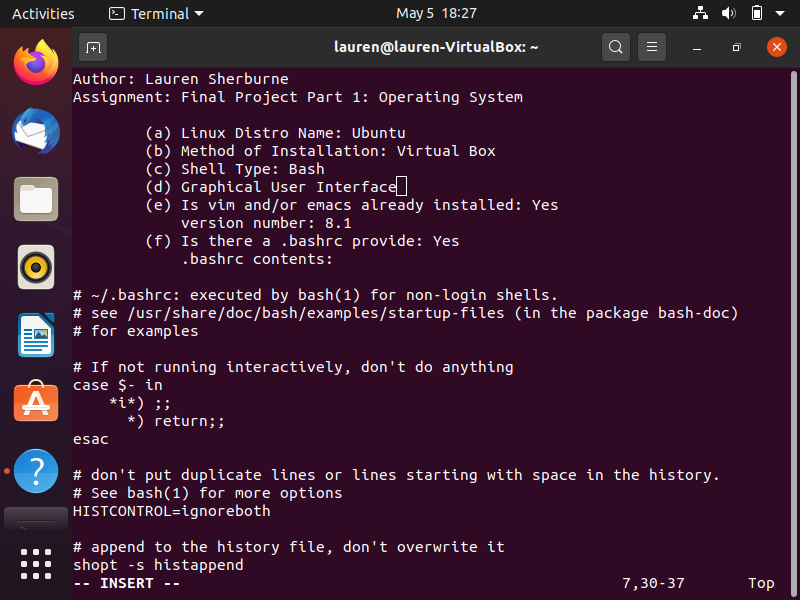 Activities Terminal May 5 18:27
lauren@lauren-VirtualBox: ~
Author: Lauren Sherburne
Assignment: Final Project Part 1: Operating System
(a) Linux Distro Name: Ubuntu
(b) Method of Installation: Virtual Box
(c) Shell Type: Bash
(d) Graphical User Interface
(e) Is vim and/or emacs already installed: Yes
version number: 8.1
(f) Is there a .bashrc provide: Yes
.bashrc contents:
# ~/.bashrc: executed by bash(1) for non-login shells.
# see /usr/share/doc/bash/examples/startup-files (in the package bash-doc)
# for examples
# If not running interactively, don't do anything
case $- in
*i*) ;;
*) return;;
esac
# don't put duplicate lines or lines starting with space in the history.
# See bash(1) for more options
HISTCONTROL=ignoreboth
# append to the history file, don't overwrite it
shopt -s histappend
-- INSERT -- 7,30-37 Top